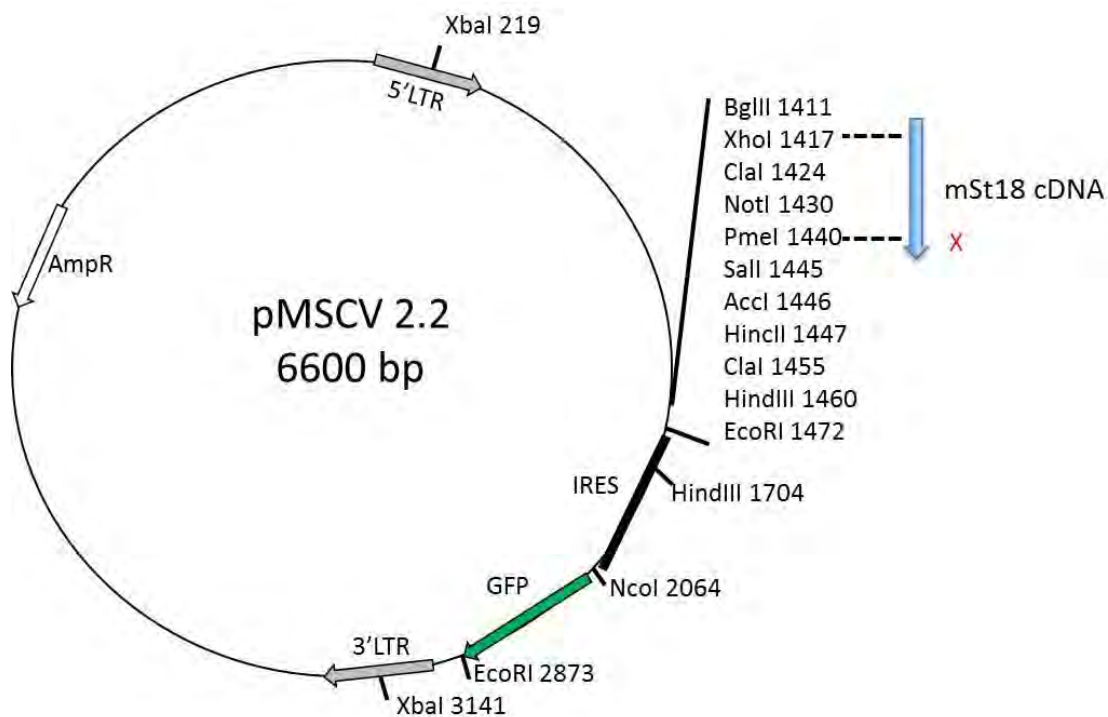 XbaI 219
5'LTR
BglII 1411
XhoI 1417
ClaI 1424
NotI 1430
PmeI 1440
SalI 1445
AccI 1446
HincII 1447
ClaI 1455
HindIII 1460
EcoRI 1472
mSt18 cDNA
X
AmpR
pMSCV 2.2
6600 bp
IRES
HindIII 1704
GFP
NcoI 2064
3'LTR
EcoRI 2873
XbaI 3141